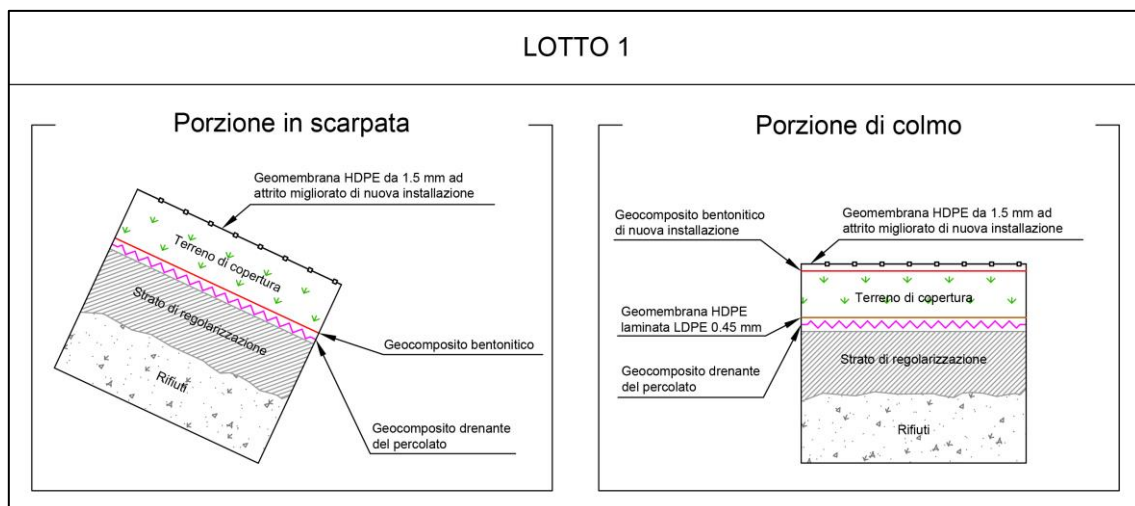 LOTTO 1
Porzione in scarpata
Geomembrana HDPE da 1.5 mm ad
attrito migliorato di nuova installazione
Terreno di copertura
Strato di regolarizzazione
Rifiuti
Geocomposito bentonitico
Geocomposito drenante
del percolato
Porzione di colmo
Geocomposito bentonitico
di nuova installazione
Geomembrana HDPE da 1.5 mm ad
attrito migliorato di nuova installazione
Terreno di copertura
Geomembrana HDPE
laminata LDPE 0.45 mm
Strato di regolarizzazione
Geocomposito drenante
del percolato
Rifiuti